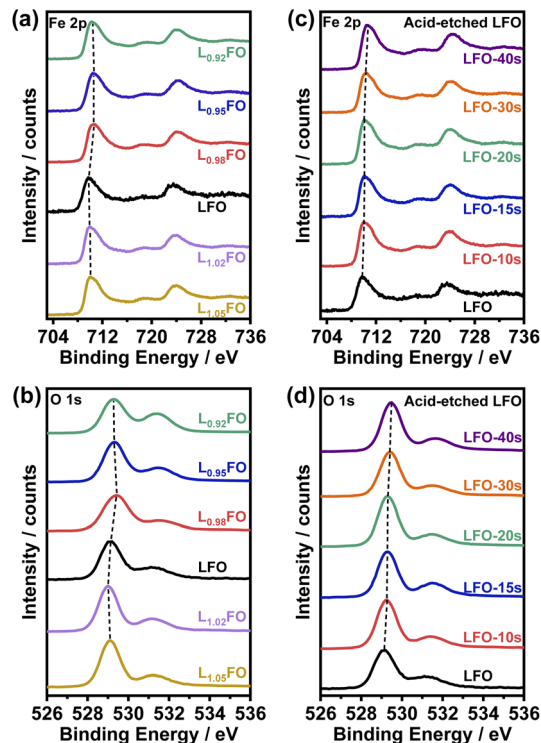 (a)
Fe 2p
L0.92FO
L0.95FO
L0.98FO
LFO
L1.02FO
L1.05FO
Intensity / counts
704 712 720 728 736
Binding Energy / eV
(c)
Fe 2p
Acid-etched LFO
LFO-40s
LFO-30s
LFO-20s
LFO-15s
LFO-10s
LFO
Intensity / counts
704 712 720 728 736
Binding Energy / eV
(b)
O 1s
L0.92FO
L0.95FO
L0.98FO
LFO
L1.02FO
L1.05FO
Intensity / counts
526 528 530 532 534 536
Binding Energy / eV
(d)
O 1s
Acid-etched LFO
LFO-40s
LFO-30s
LFO-20s
LFO-15s
LFO-10s
LFO
Intensity / counts
526 528 530 532 534 536
Binding Energy / eV